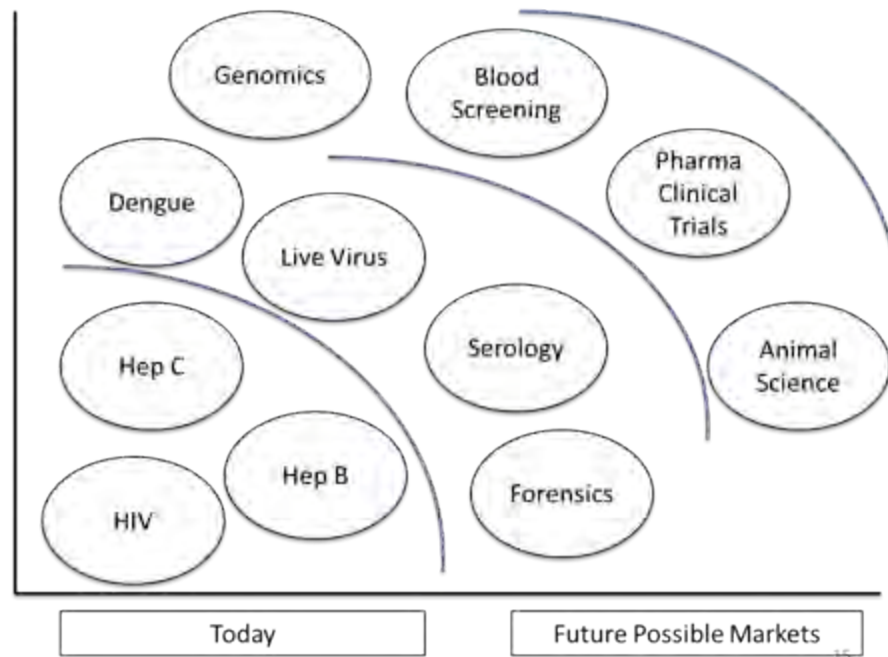 Genomics
Blood
Screening
Pharma
Clinical
Trials
Dengue
Live Virus
Serology
Animal
Science
Hep C
Hep B
Forensics
HIV
Today
Future Possible Markets
15